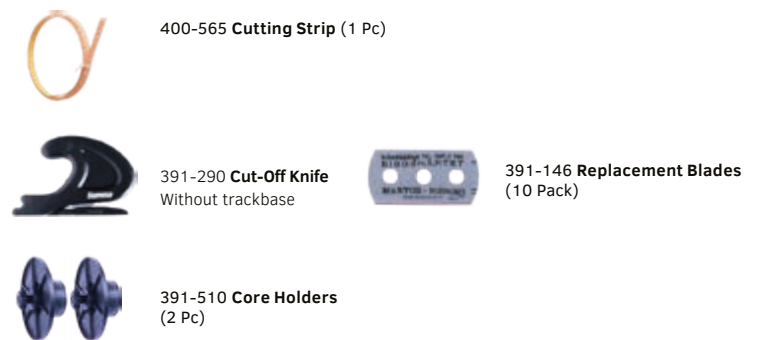 400-565 Cutting Strip (1 Pc)
391-290 Cut-Off Knife
Without trackbase
391-146 Replacement Blades
(10 Pack)
391-510 Core Holders
(2 Pc)